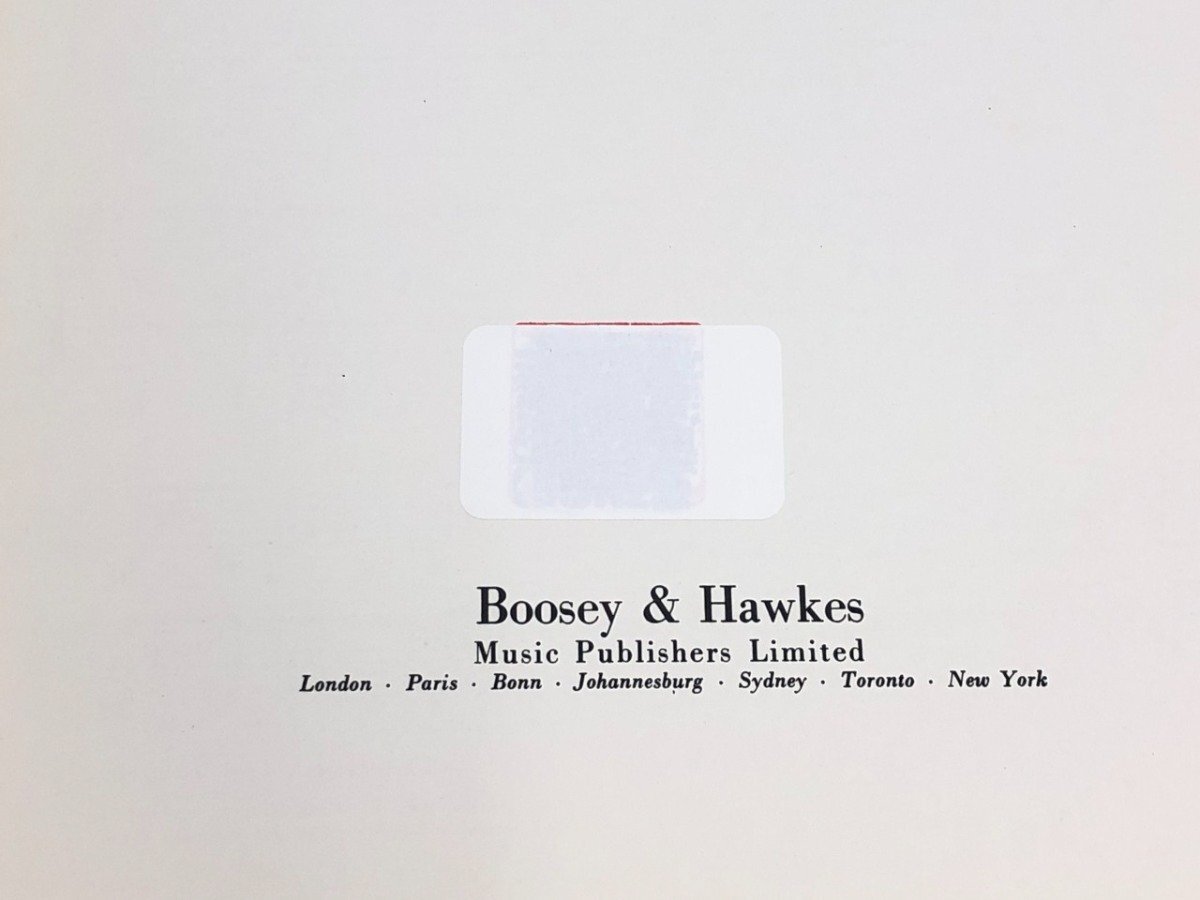 Boosey & Hawkes
Music Publishers Limited
London · Paris · Bonn · Johannesburg · Sydney · Toronto · New York